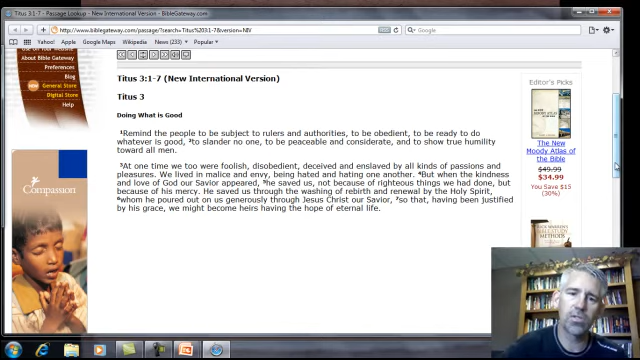 Titus 3:1-7 - Passage Lookup - New International Version - BibleGateway.com
http://www.biblegateway.com/passage/?search=Titus%203:1-7&version=NIV
Google
Yahoo! Google Maps Wikipedia News (233) Popular
About BibleGateway.com
Preferences
Blog
NEW General Store
Digital Store
Help
Compassion
Titus 3:1-7 (New International Version)
Titus 3
Doing What is Good
1Remind the people to be subject to rulers and authorities, to be obedient, to be ready to do
whatever is good, 2to slander no one, to be peaceable and considerate, and to show true humility
toward all men.
3At one time we too were foolish, disobedient, deceived and enslaved by all kinds of passions and
pleasures. We lived in malice and envy, being hated and hating one another. 4But when the kindness
and love of God our Savior appeared, 5he saved us, not because of righteous things we had done, but
because of his mercy. He saved us through the washing of rebirth and renewal by the Holy Spirit,
6whom he poured out on us generously through Jesus Christ our Savior, 7so that, having been justified
by his grace, we might become heirs having the hope of eternal life.
Editor's Picks
The New
Moody Atlas of
the Bible
$49.99
$34.99
You Save $15
(30%)